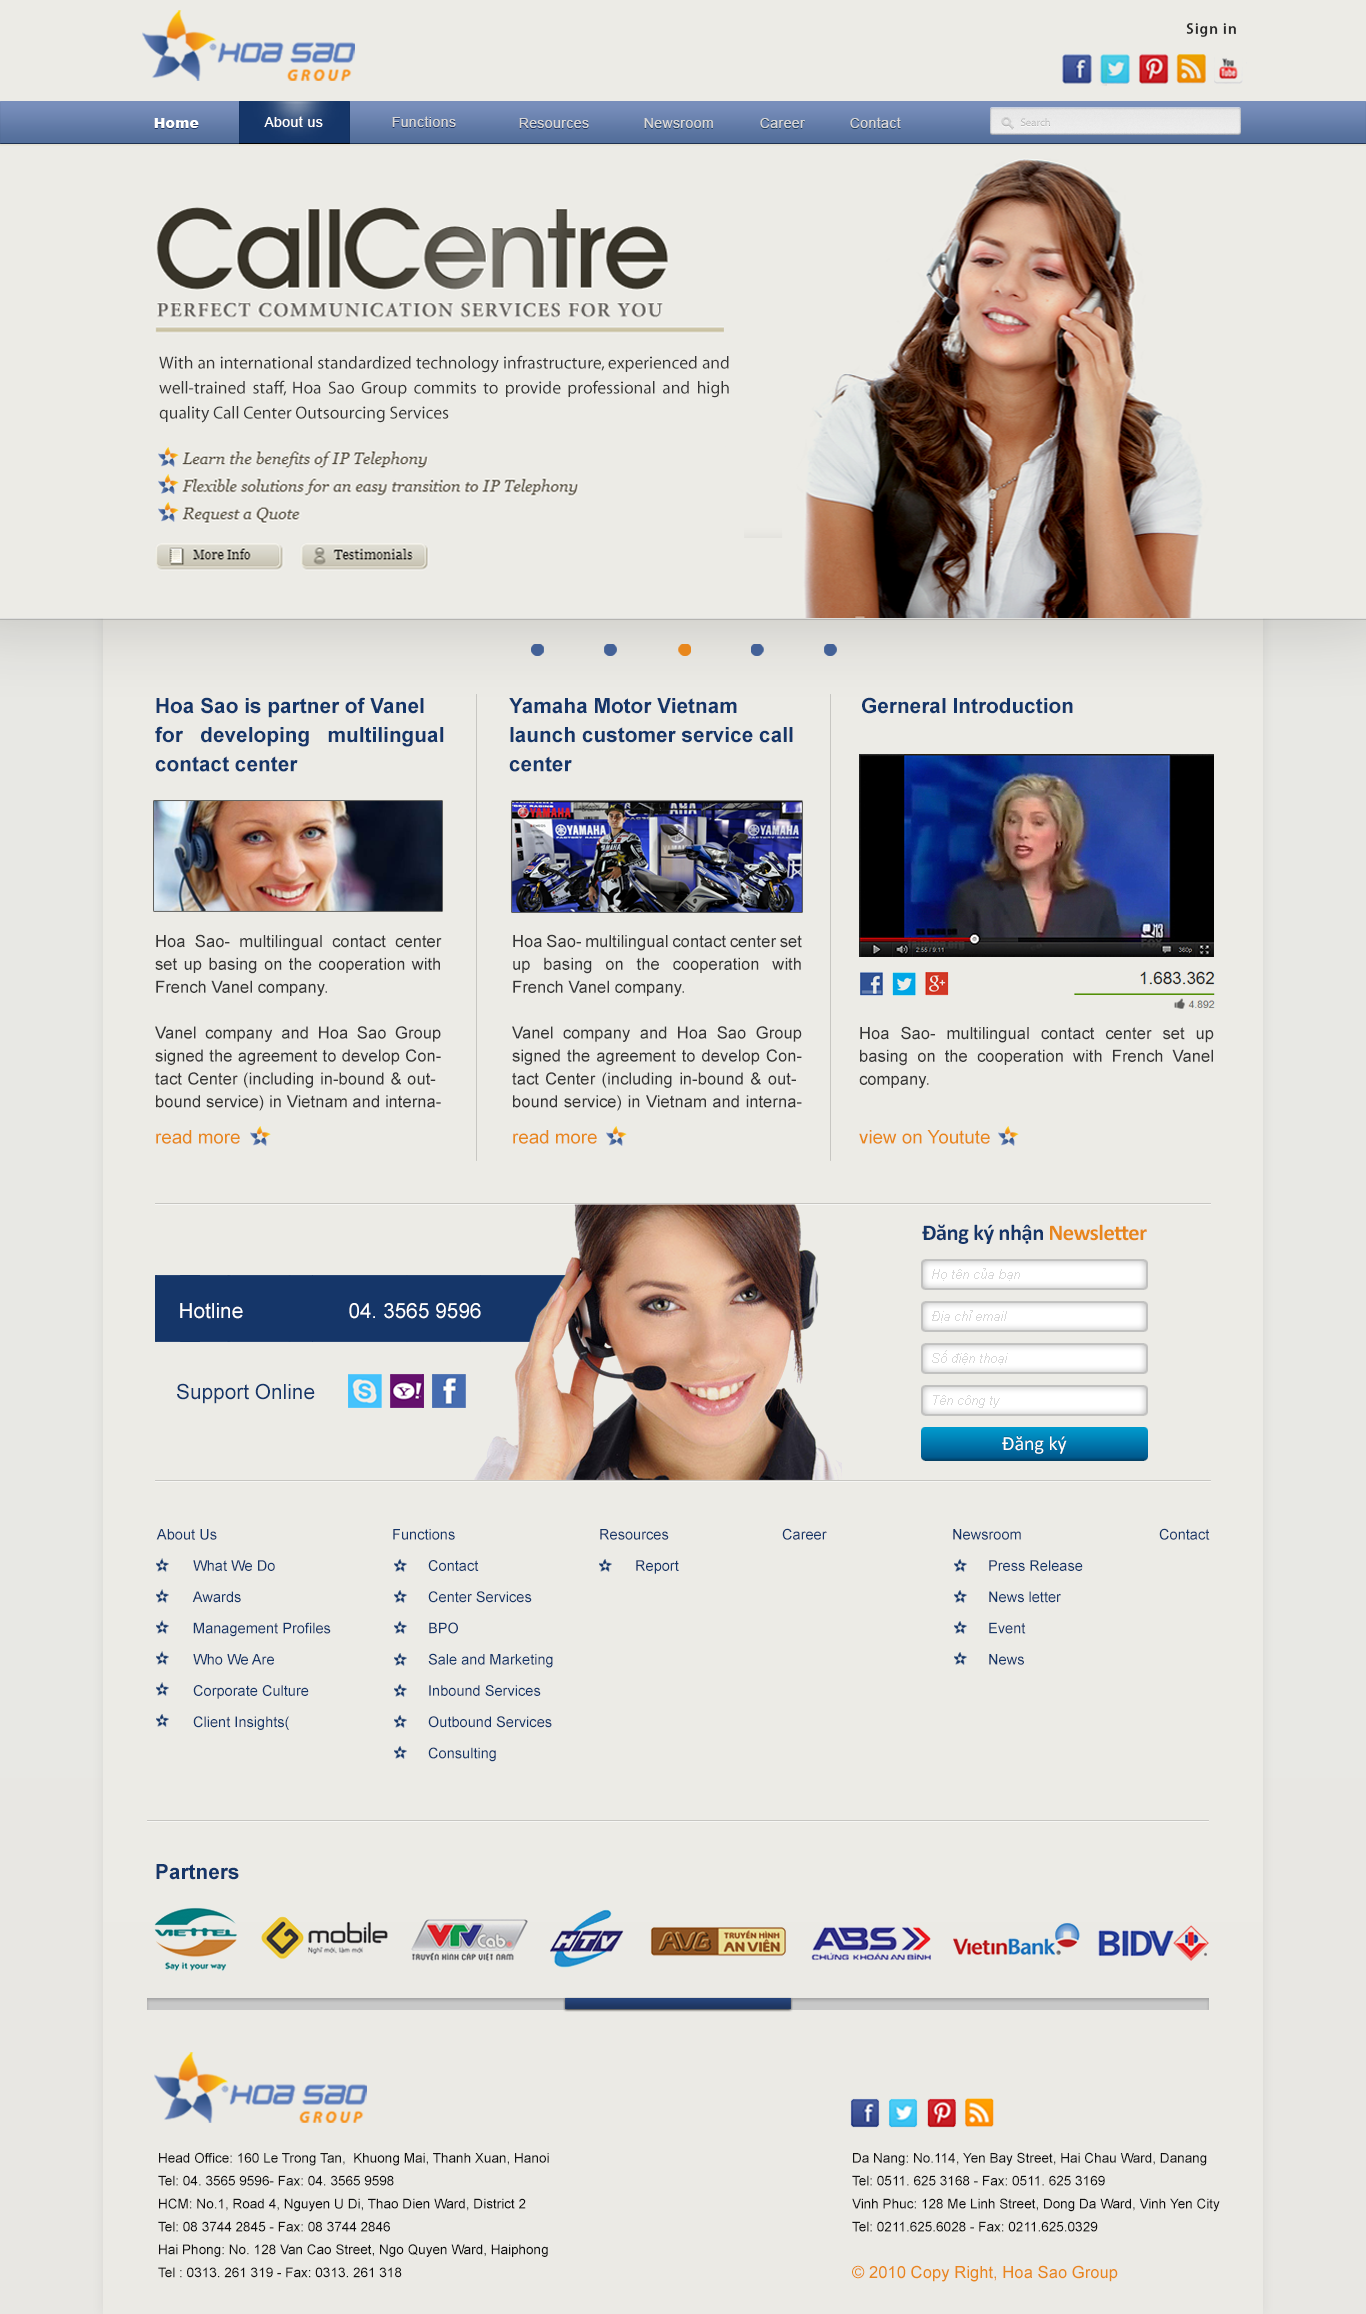 HOA SAO
GROUP
Sign in
You
Tube
Home
About us
Functions
Resources
Newsroom
Career
Contact
Search
CallCentre
PERFECT COMMUNICATION SERVICES FOR YOU
With an international standardized technology infrastructure, experienced and
well-trained staff, Hoa Sao Group commits to provide professional and high
quality Call Center Outsourcing Services
Learn the benefits of IP Telephony
Flexible solutions for an easy transition to IP Telephony
Request a Quote
More Info
Testimonials
Hoa Sao is partner of Vanel
for developing multilingual
contact center
Hoa Sao- multilingual contact center
set up basing on the cooperation with
French Vanel company.
Vanel company and Hoa Sao Group
signed the agreement to develop Con-
tact Center (including in-bound & out-
bound service) in Vietnam and interna-
read more
Yamaha Motor Vietnam
launch customer service call
center
YAMAHA
YAMAHA
YAMAHA
Hoa Sao- multilingual contact center set
up basing on the cooperation with
French Vanel company.
Vanel company and Hoa Sao Group
signed the agreement to develop Con-
tact Center (including in-bound & out-
bound service) in Vietnam and interna-
read more
Gerneral Introduction
2:55 / 9:11
360p
1.683.362
4.892
Hoa Sao- multilingual contact center set up
basing on the cooperation with French Vanel
company.
view on Youtute
Hotline 04. 3565 9596
Support Online
Đăng ký nhận Newsletter
Họ tên của bạn
Địa chỉ email
Số điện thoại
Tên công ty
Đăng ký
About Us
What We Do
Awards
Management Profiles
Who We Are
Corporate Culture
Client Insights(
Functions
Contact
Center Services
BPO
Sale and Marketing
Inbound Services
Outbound Services
Consulting
Resources
Report
Career
Newsroom
Press Release
News letter
Event
News
Contact
Partners
VIETTEL
Say it your way
mobile
Nghĩ mới, làm mới
VTV Cab
TRUYỀN HÌNH CÁP VIỆT NAM
HTV
AVG TRUYỀN HÌNH
AN VIÊN
ABS
CHỨNG KHOÁN AN BÌNH
VietinBank
BIDV
HOA SAO
GROUP
Head Office: 160 Le Trong Tan, Khuong Mai, Thanh Xuan, Hanoi
Tel: 04. 3565 9596- Fax: 04. 3565 9598
HCM: No.1, Road 4, Nguyen U Di, Thao Dien Ward, District 2
Tel: 08 3744 2845 - Fax: 08 3744 2846
Hai Phong: No. 128 Van Cao Street, Ngo Quyen Ward, Haiphong
Tel : 0313. 261 319 - Fax: 0313. 261 318
Da Nang: No.114, Yen Bay Street, Hai Chau Ward, Danang
Tel: 0511. 625 3168 - Fax: 0511. 625 3169
Vinh Phuc: 128 Me Linh Street, Dong Da Ward, Vinh Yen City
Tel: 0211.625.6028 - Fax: 0211.625.0329
© 2010 Copy Right, Hoa Sao Group